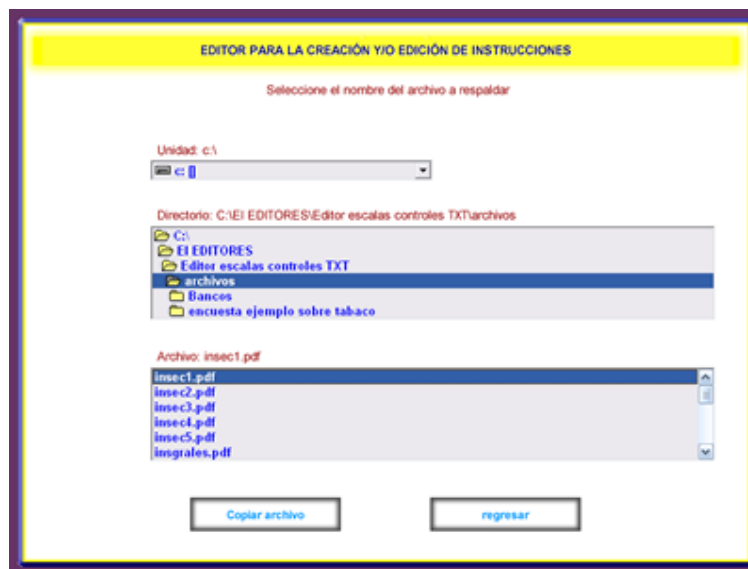 EDITOR PARA LA CREACIÓN Y/O EDICIÓN DE INSTRUCCIONES
Seleccione el nombre del archivo a respaldar
Unidad: c:\
c: []
Directorio: C:\EI EDITORES\Editor escalas controles TXT\archivos
C:\
EI EDITORES
Editor escalas controles TXT
archivos
Bancos
encuesta ejemplo sobre tabaco
Archivo: insec1.pdf
insec1.pdf
insec2.pdf
insec3.pdf
insec4.pdf
insec5.pdf
insgrales.pdf
Copiar archivo
regresar